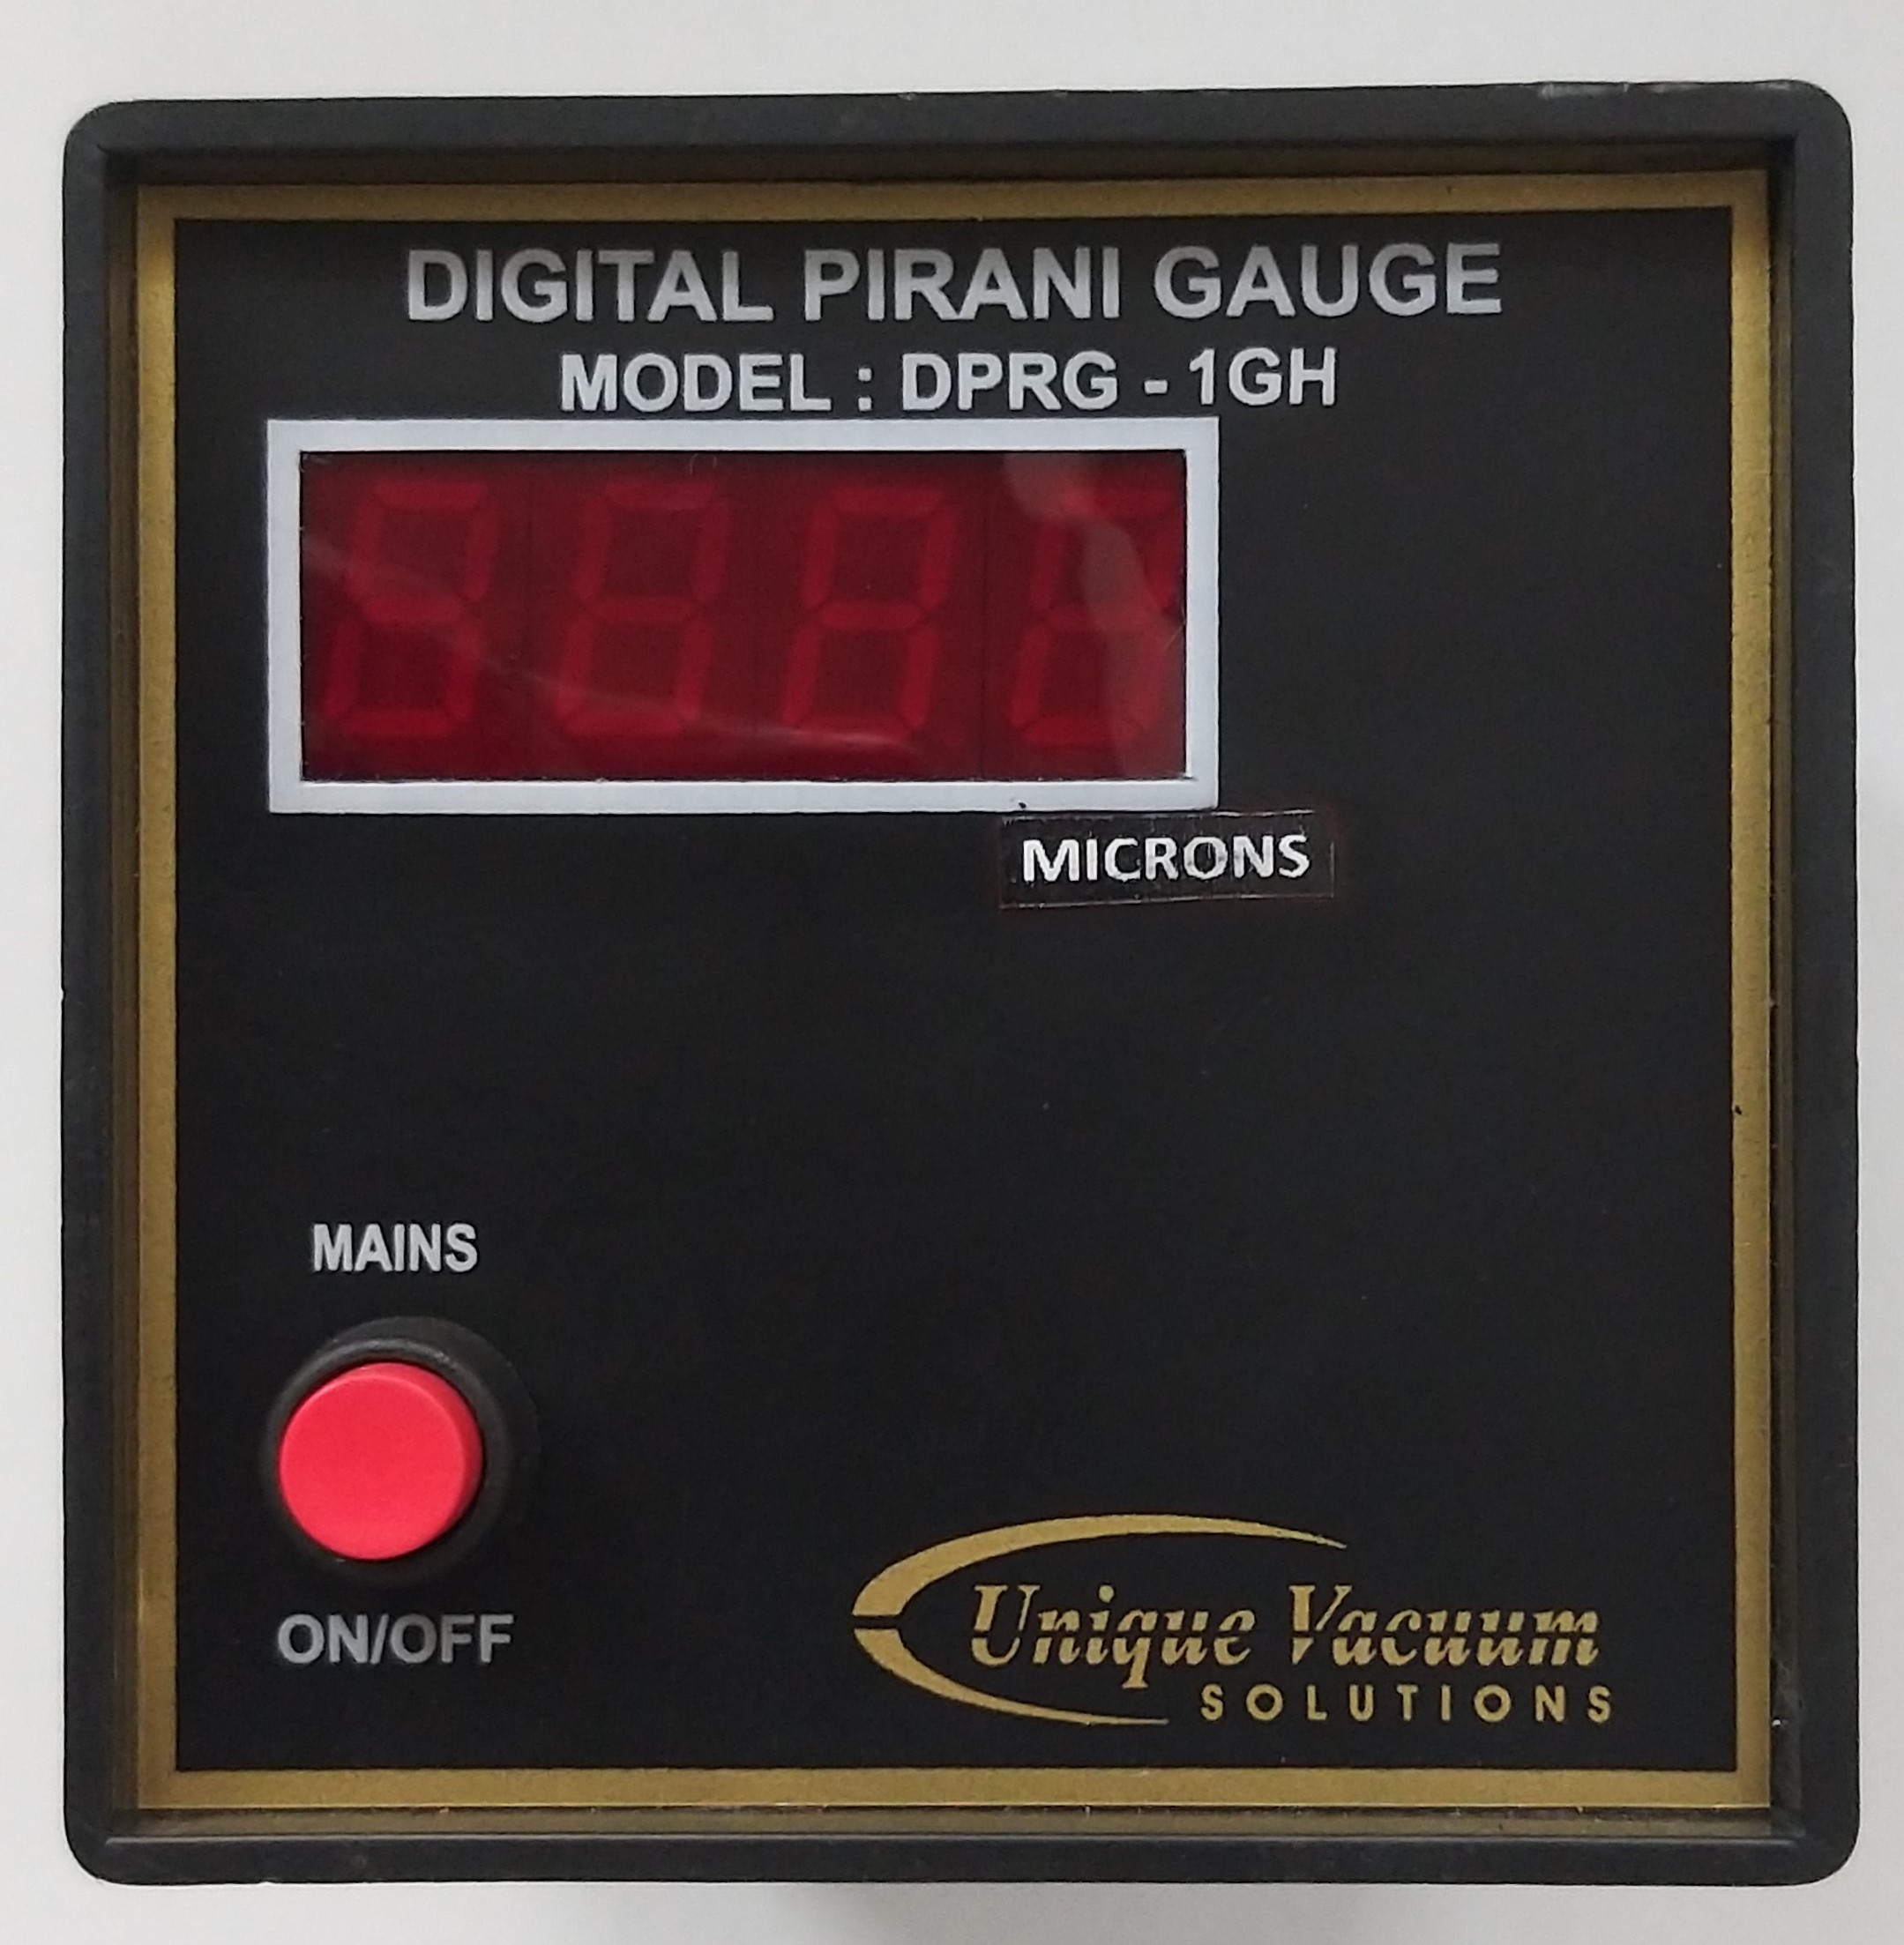 DIGITAL PIRANI GAUGE
MODEL : DPRG - 1GH
MICRONS
MAINS
ON/OFF
Unique Vacuum
SOLUTIONS